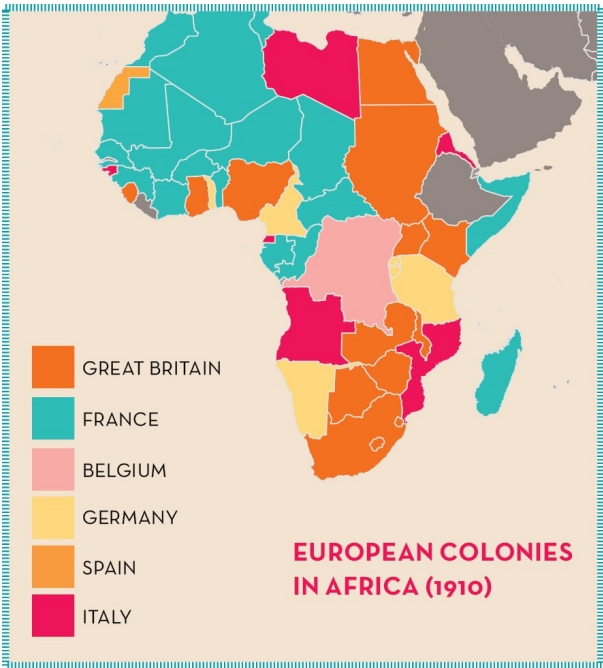 GREAT BRITAIN
FRANCE
BELGIUM
GERMANY
SPAIN
ITALY
EUROPEAN COLONIES
IN AFRICA (1910)